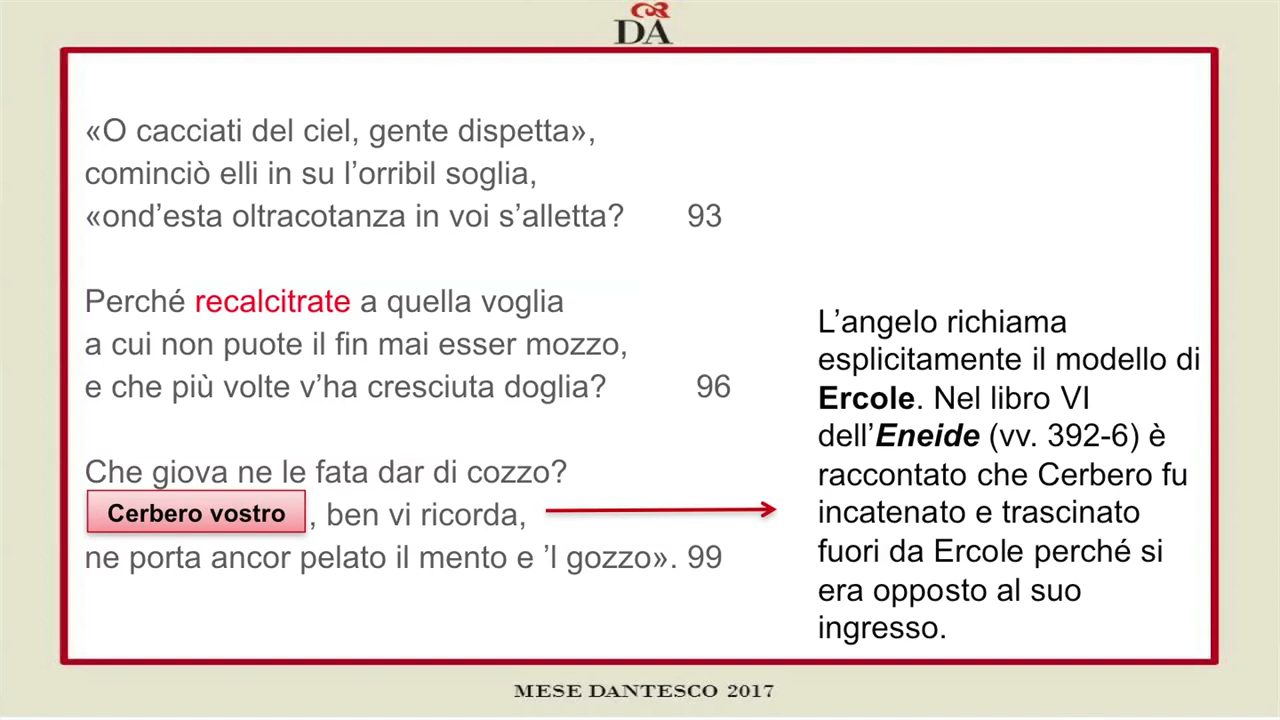 DA
«O cacciati del ciel, gente dispetta»,
cominciò elli in su l’orribil soglia,
«ond’esta oltracotanza in voi s’alletta? 93
Perché recalcitrate a quella voglia
a cui non puote il fin mai esser mozzo,
e che più volte v’ha cresciuta doglia? 96
Che giova ne le fata dar di cozzo?
Cerbero vostro , ben vi ricorda,
ne porta ancor pelato il mento e ’l gozzo». 99
L’angelo richiama
esplicitamente il modello di
Ercole. Nel libro VI
dell’Eneide (vv. 392-6) è
raccontato che Cerbero fu
incatenato e trascinato
fuori da Ercole perché si
era opposto al suo
ingresso.
MESE DANTESCO 2017